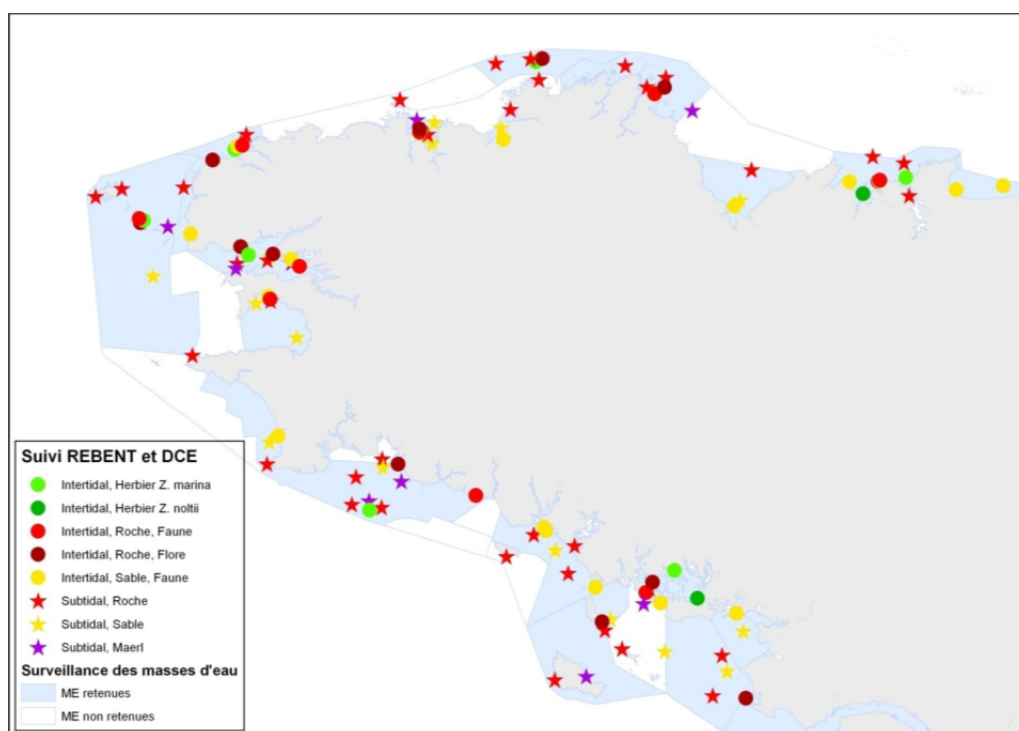 Suivi REBENT et DCE
Intertidal, Herbier Z. marina
Intertidal, Herbier Z. noltii
Intertidal, Roche, Faune
Intertidal, Roche, Flore
Intertidal, Sable, Faune
Subtidal, Roche
Subtidal, Sable
Subtidal, Maerl
Surveillance des masses d'eau
ME retenues
ME non retenues